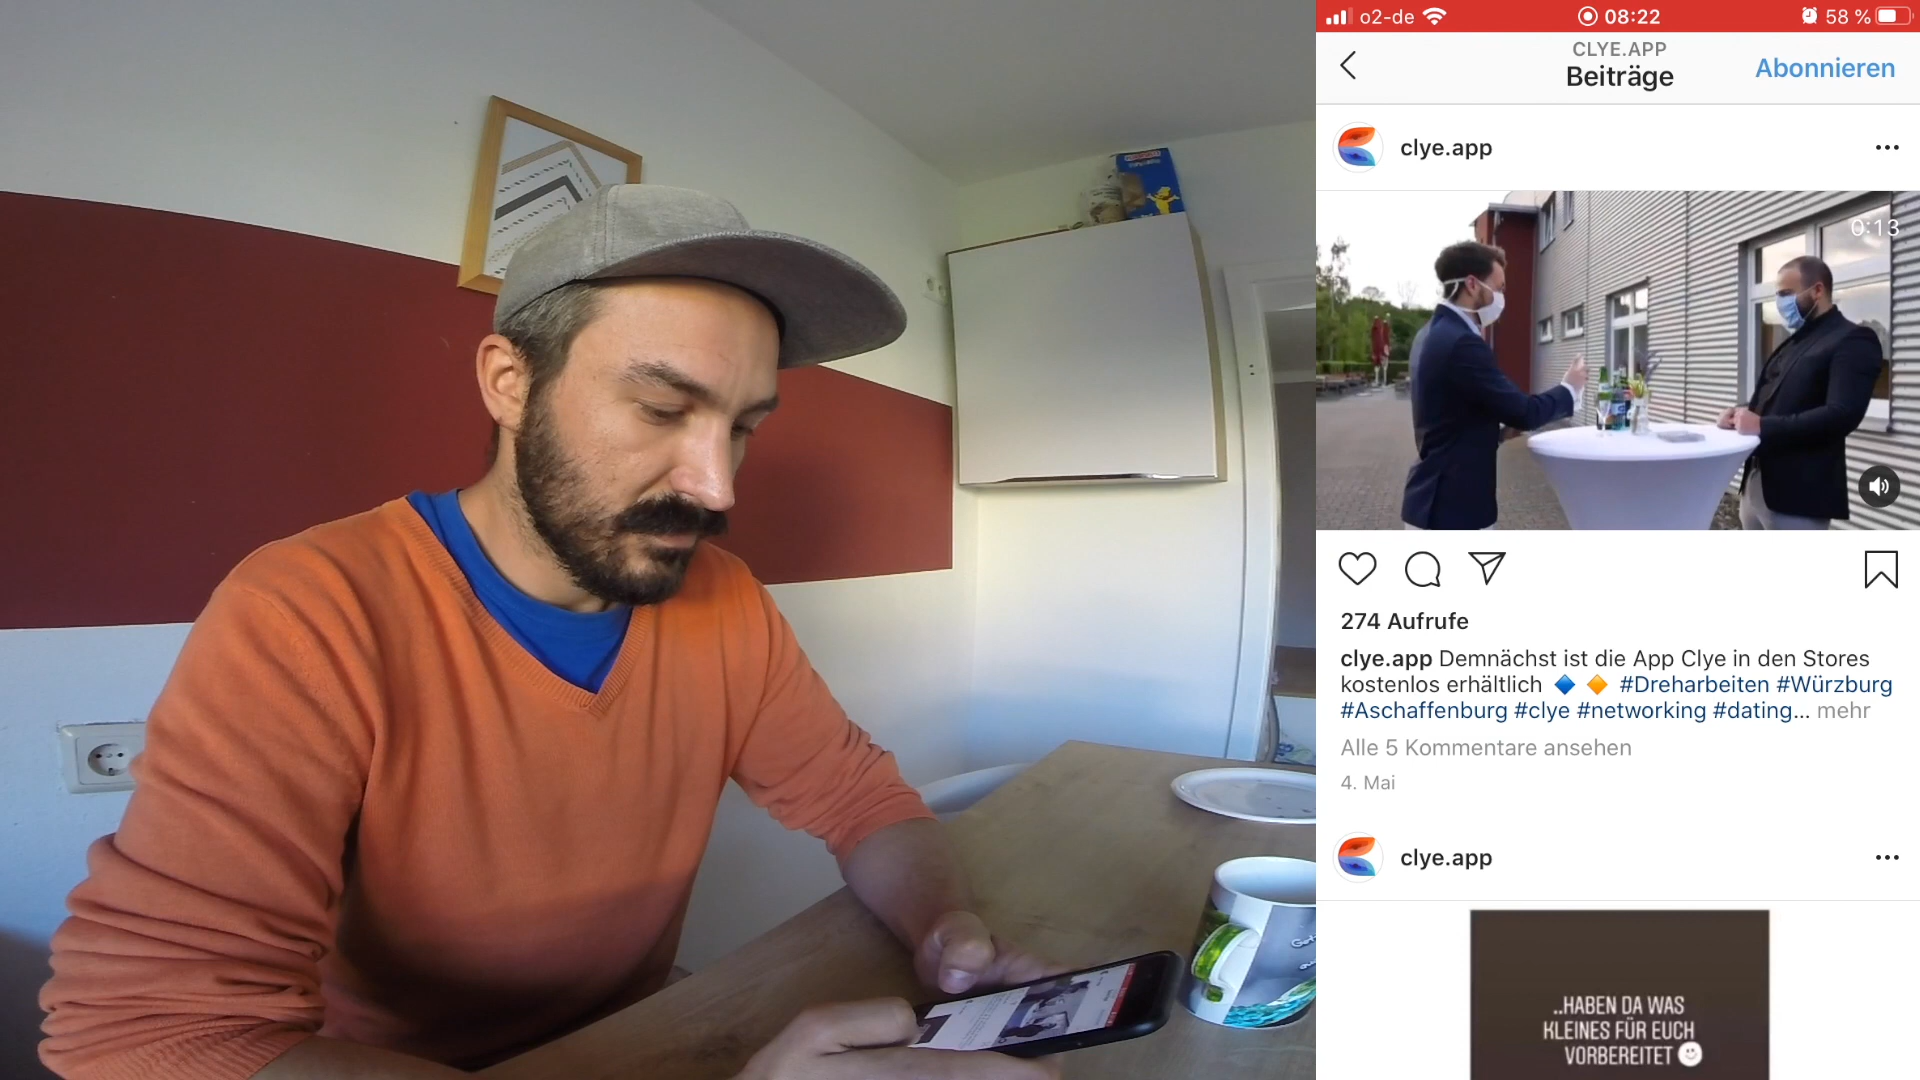 o2-de
08:22
58 %
CLYE.APP
Beiträge
Abonnieren
clye.app
0:13
274 Aufrufe
clye.app Demnächst ist die App Clye in den Stores
kostenlos erhältlich 🔷 🔶 #Dreharbeiten #Würzburg
#Aschaffenburg #clye #networking #dating... mehr
Alle 5 Kommentare ansehen
4. Mai
clye.app
..HABEN DA WAS
KLEINES FÜR EUCH
VORBEREITET